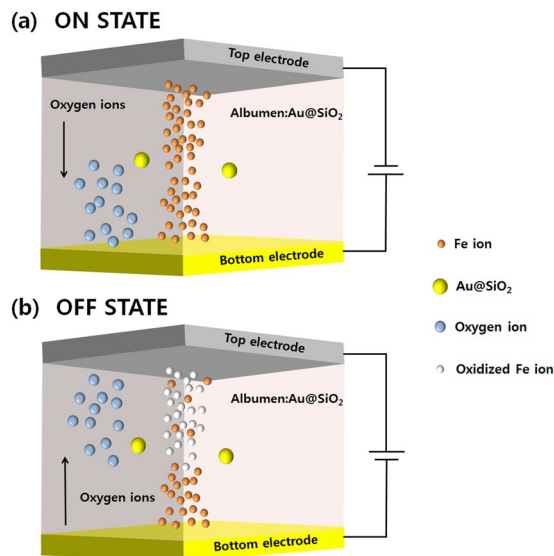 (a) ON STATE
Top electrode
Oxygen ions
Albumen:Au@SiO₂
Bottom electrode
Fe ion
Au@SiO₂
Oxygen ion
Oxidized Fe ion
(b) OFF STATE
Top electrode
Albumen:Au@SiO₂
Oxygen ions
Bottom electrode